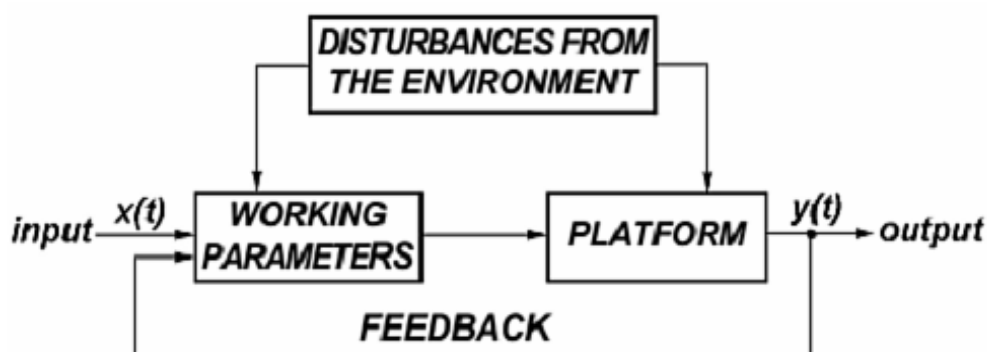 DISTURBANCES FROM
THE ENVIRONMENT
input
x(t)
WORKING
PARAMETERS
PLATFORM
y(t)
output
FEEDBACK